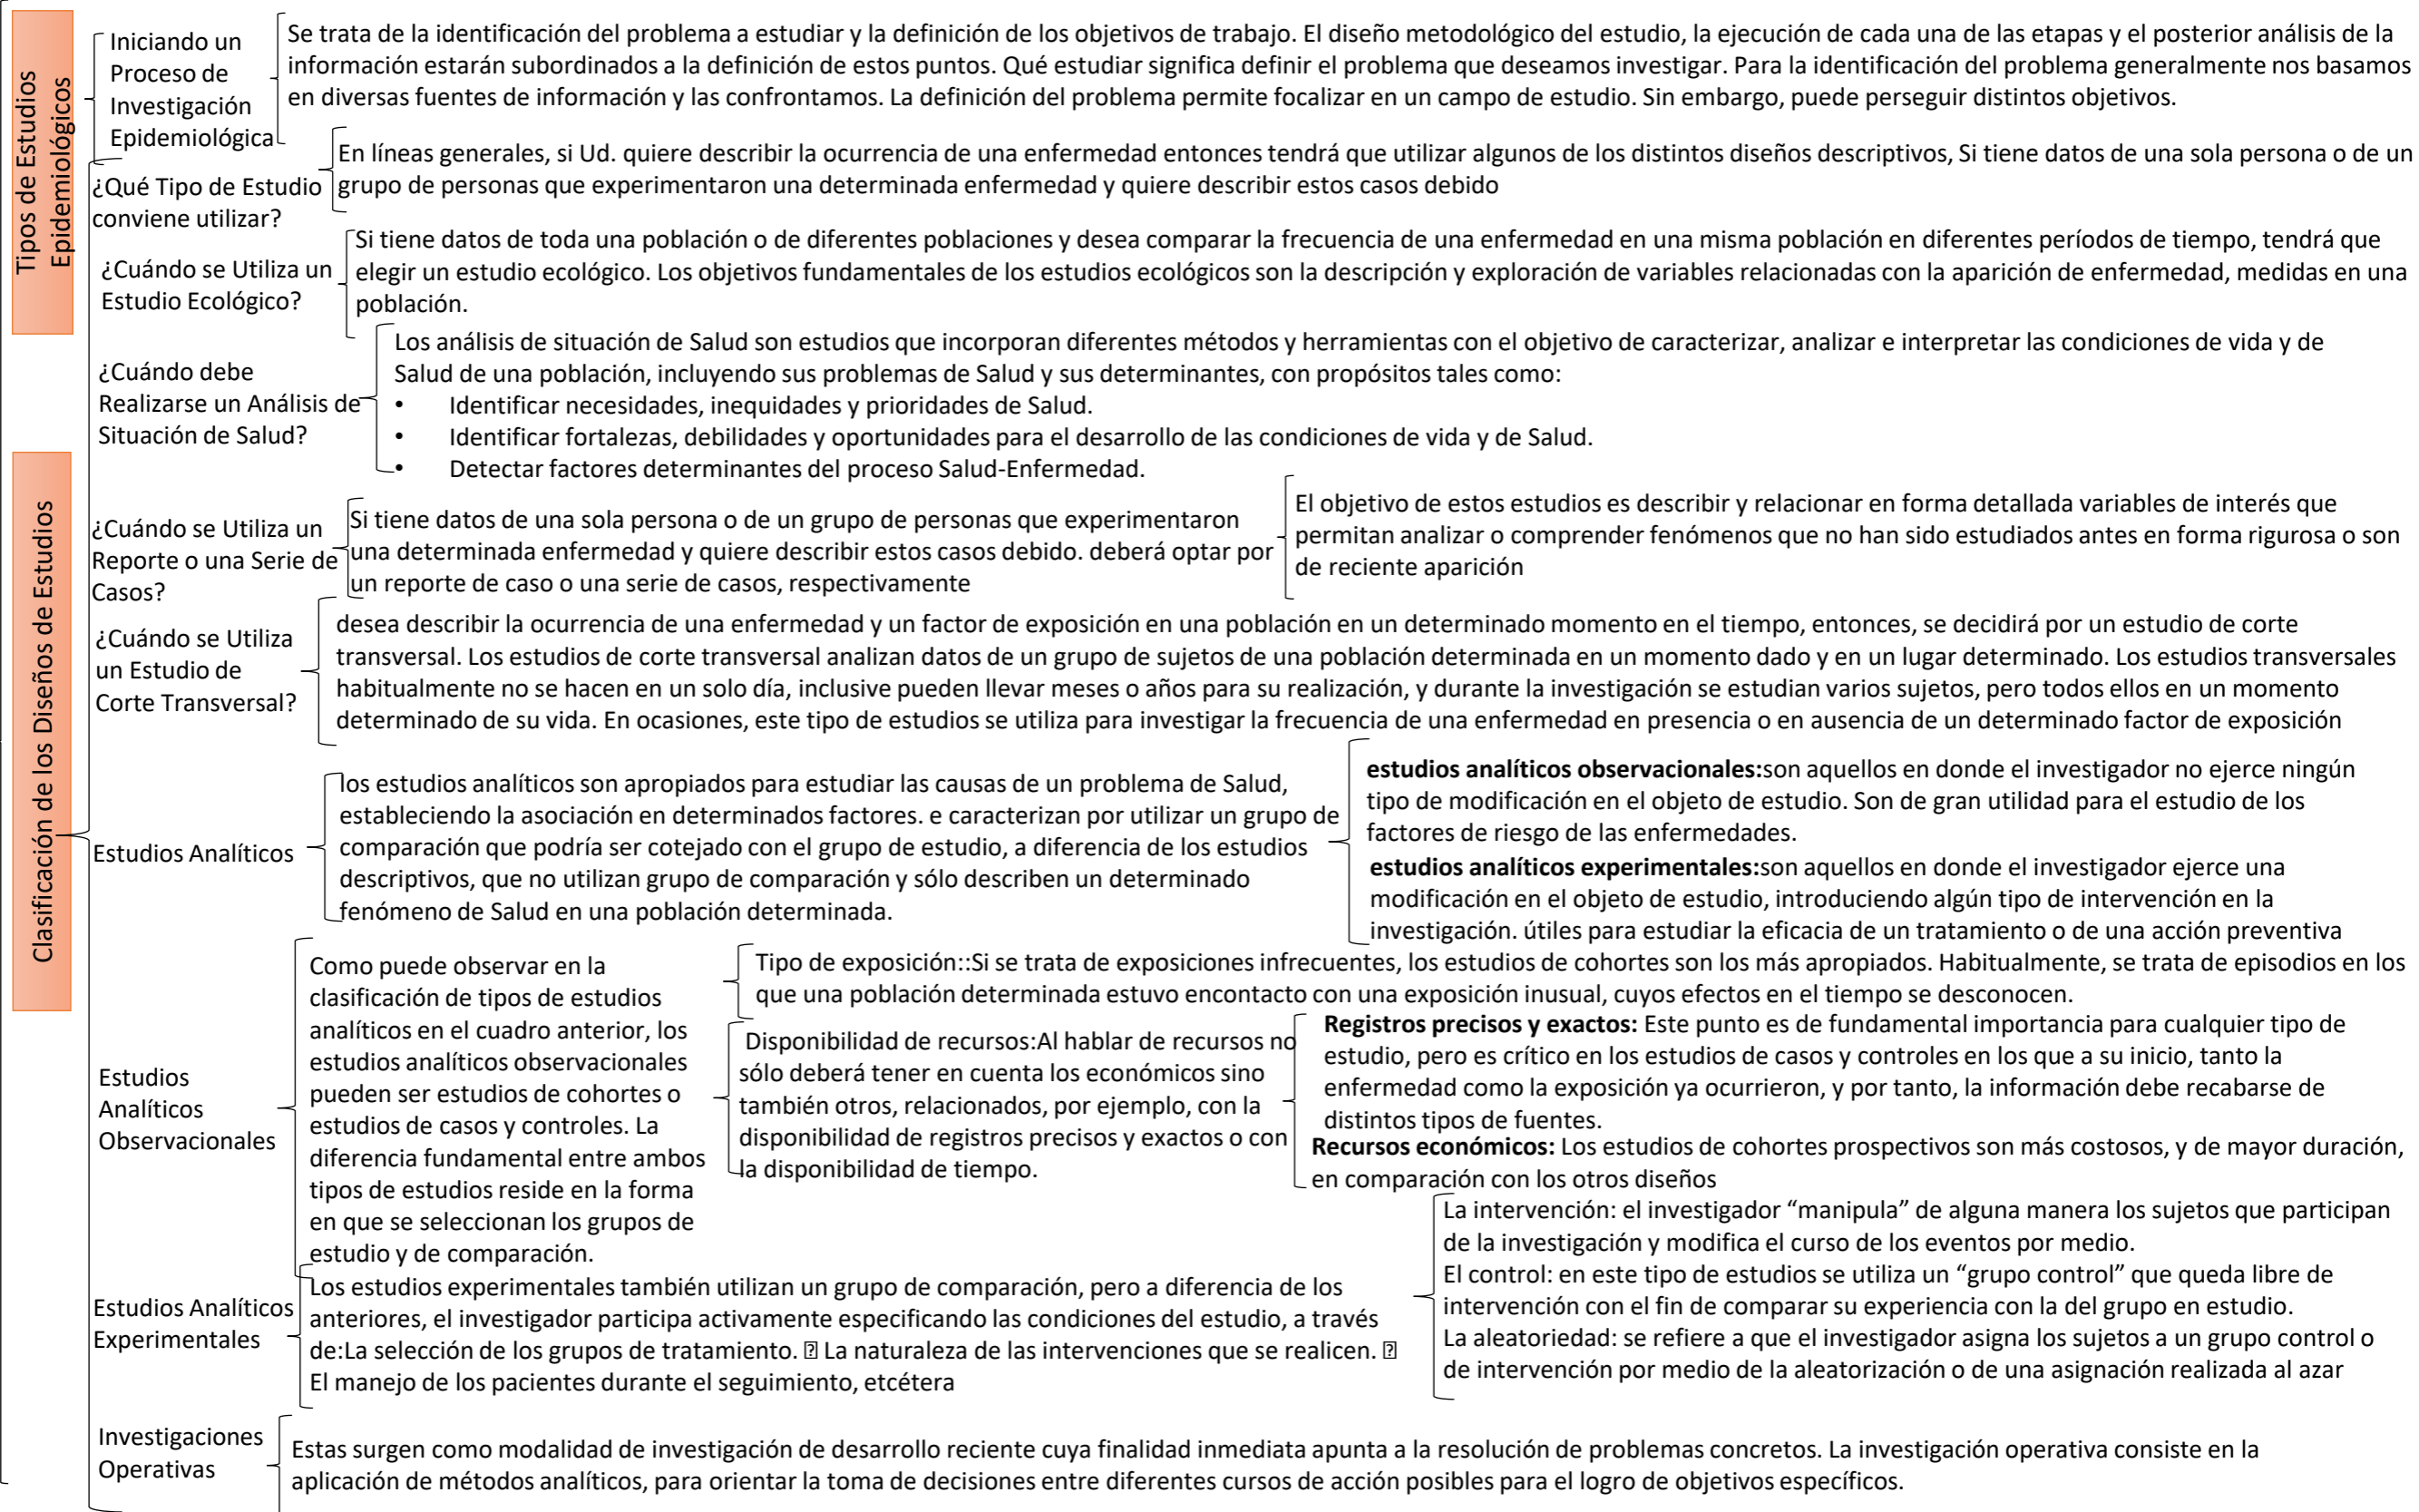 Tipos de Estudios
Epidemiológicos
Iniciando un
Proceso de
Investigación
Epidemiológica
Se trata de la identificación del problema a estudiar y la definición de los objetivos de trabajo. El diseño metodológico del estudio, la ejecución de cada una de las etapas y el posterior análisis de la
información estarán subordinados a la definición de estos puntos. Qué estudiar significa definir el problema que deseamos investigar. Para la identificación del problema generalmente nos basamos
en diversas fuentes de información y las confrontamos. La definición del problema permite focalizar en un campo de estudio. Sin embargo, puede perseguir distintos objetivos.
Clasificación de los Diseños de Estudios
¿Qué Tipo de Estudio
conviene utilizar?
En líneas generales, si Ud. quiere describir la ocurrencia de una enfermedad entonces tendrá que utilizar algunos de los distintos diseños descriptivos, Si tiene datos de una sola persona o de un
grupo de personas que experimentaron una determinada enfermedad y quiere describir estos casos debido
¿Cuándo se Utiliza un
Estudio Ecológico?
Si tiene datos de toda una población o de diferentes poblaciones y desea comparar la frecuencia de una enfermedad en una misma población en diferentes períodos de tiempo, tendrá que
elegir un estudio ecológico. Los objetivos fundamentales de los estudios ecológicos son la descripción y exploración de variables relacionadas con la aparición de enfermedad, medidas en una
población.
¿Cuándo debe
Realizarse un Análisis de
Situación de Salud?
Los análisis de situación de Salud son estudios que incorporan diferentes métodos y herramientas con el objetivo de caracterizar, analizar e interpretar las condiciones de vida y de
Salud de una población, incluyendo sus problemas de Salud y sus determinantes, con propósitos tales como:
• Identificar necesidades, inequidades y prioridades de Salud.
• Identificar fortalezas, debilidades y oportunidades para el desarrollo de las condiciones de vida y de Salud.
• Detectar factores determinantes del proceso Salud-Enfermedad.
¿Cuándo se Utiliza un
Reporte o una Serie de
Casos?
Si tiene datos de una sola persona o de un grupo de personas que experimentaron
una determinada enfermedad y quiere describir estos casos debido. deberá optar por
un reporte de caso o una serie de casos, respectivamente
El objetivo de estos estudios es describir y relacionar en forma detallada variables de interés que
permitan analizar o comprender fenómenos que no han sido estudiados antes en forma rigurosa o son
de reciente aparición
¿Cuándo se Utiliza
un Estudio de
Corte Transversal?
desea describir la ocurrencia de una enfermedad y un factor de exposición en una población en un determinado momento en el tiempo, entonces, se decidirá por un estudio de corte
transversal. Los estudios de corte transversal analizan datos de un grupo de sujetos de una población determinada en un momento dado y en un lugar determinado. Los estudios transversales
habitualmente no se hacen en un solo día, inclusive pueden llevar meses o años para su realización, y durante la investigación se estudian varios sujetos, pero todos ellos en un momento
determinado de su vida. En ocasiones, este tipo de estudios se utiliza para investigar la frecuencia de una enfermedad en presencia o en ausencia de un determinado factor de exposición
Estudios Analíticos
los estudios analíticos son apropiados para estudiar las causas de un problema de Salud,
estableciendo la asociación en determinados factores. e caracterizan por utilizar un grupo de
comparación que podría ser cotejado con el grupo de estudio, a diferencia de los estudios
descriptivos, que no utilizan grupo de comparación y sólo describen un determinado
fenómeno de Salud en una población determinada.
estudios analíticos observacionales:son aquellos en donde el investigador no ejerce ningún
tipo de modificación en el objeto de estudio. Son de gran utilidad para el estudio de los
factores de riesgo de las enfermedades.
estudios analíticos experimentales:son aquellos en donde el investigador ejerce una
modificación en el objeto de estudio, introduciendo algún tipo de intervención en la
investigación. útiles para estudiar la eficacia de un tratamiento o de una acción preventiva
Estudios
Analíticos
Observacionales
Como puede observar en la
clasificación de tipos de estudios
analíticos en el cuadro anterior, los
estudios analíticos observacionales
pueden ser estudios de cohortes o
estudios de casos y controles. La
diferencia fundamental entre ambos
tipos de estudios reside en la forma
en que se seleccionan los grupos de
estudio y de comparación.
Tipo de exposición::Si se trata de exposiciones infrecuentes, los estudios de cohortes son los más apropiados. Habitualmente, se trata de episodios en los
que una población determinada estuvo encontacto con una exposición inusual, cuyos efectos en el tiempo se desconocen.
Disponibilidad de recursos:Al hablar de recursos no
sólo deberá tener en cuenta los económicos sino
también otros, relacionados, por ejemplo, con la
disponibilidad de registros precisos y exactos o con
la disponibilidad de tiempo.
Registros precisos y exactos: Este punto es de fundamental importancia para cualquier tipo de
estudio, pero es crítico en los estudios de casos y controles en los que a su inicio, tanto la
enfermedad como la exposición ya ocurrieron, y por tanto, la información debe recabarse de
distintos tipos de fuentes.
Recursos económicos: Los estudios de cohortes prospectivos son más costosos, y de mayor duración,
en comparación con los otros diseños
Estudios Analíticos
Experimentales
Los estudios experimentales también utilizan un grupo de comparación, pero a diferencia de los
anteriores, el investigador participa activamente especificando las condiciones del estudio, a través
de:La selección de los grupos de tratamiento. ⍰ La naturaleza de las intervenciones que se realicen. ⍰
El manejo de los pacientes durante el seguimiento, etcétera
La intervención: el investigador “manipula” de alguna manera los sujetos que participan
de la investigación y modifica el curso de los eventos por medio.
El control: en este tipo de estudios se utiliza un “grupo control” que queda libre de
intervención con el fin de comparar su experiencia con la del grupo en estudio.
La aleatoriedad: se refiere a que el investigador asigna los sujetos a un grupo control o
de intervención por medio de la aleatorización o de una asignación realizada al azar
Investigaciones
Operativas
Estas surgen como modalidad de investigación de desarrollo reciente cuya finalidad inmediata apunta a la resolución de problemas concretos. La investigación operativa consiste en la
aplicación de métodos analíticos, para orientar la toma de decisiones entre diferentes cursos de acción posibles para el logro de objetivos específicos.